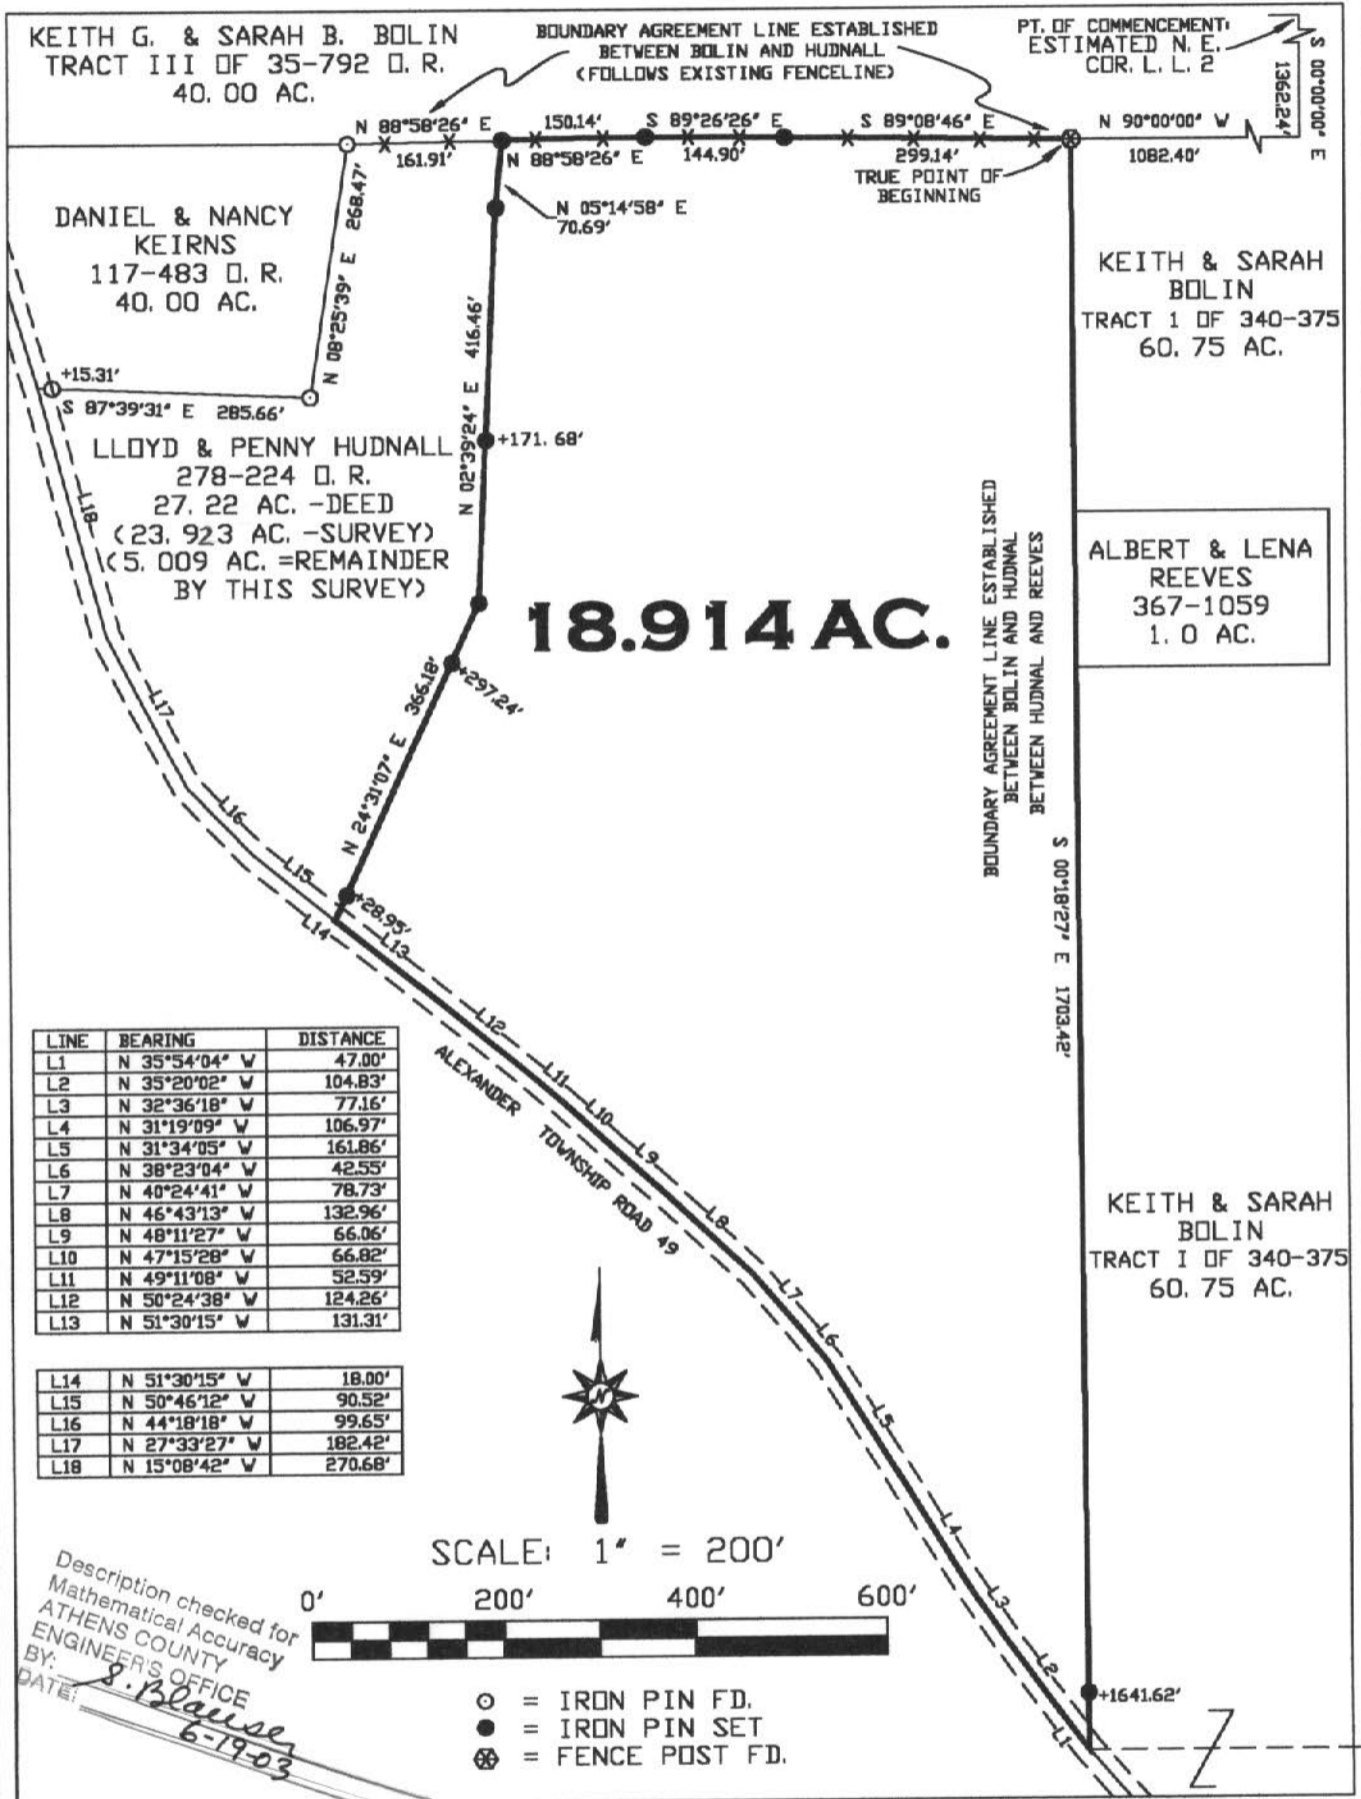 KEITH G. & SARAH B. BOLIN
TRACT III OF 35-792 O. R.
40. 00 AC.
BOUNDARY AGREEMENT LINE ESTABLISHED
BETWEEN BOLIN AND HUDNALL
(FOLLOWS EXISTING FENCELINE)
PT. OF COMMENCEMENT:
ESTIMATED N. E.
COR. L. L. 2
S 00°00'00" E
1362.24'
N 88°58'26" E
161.91'
150.14'
N 88°58'26" E
S 89°26'26" E
144.90'
S 89°08'46" E
299.14'
TRUE POINT OF
BEGINNING
N 90°00'00" W
1082.40'
N 05°14'58" E
70.69'
DANIEL & NANCY
KEIRNS
117-483 O. R.
40. 00 AC.
N 08°25'39" E 268.47'
+15.31'
S 87°39'31" E 285.66'
N 02°39'24" E 416.46'
+171. 68'
KEITH & SARAH
BOLIN
TRACT 1 OF 340-375
60. 75 AC.
LLOYD & PENNY HUDNALL
278-224 O. R.
27. 22 AC. -DEED
(23. 923 AC. -SURVEY)
(5. 009 AC. =REMAINDER
BY THIS SURVEY)
18.914 AC.
BOUNDARY AGREEMENT LINE ESTABLISHED
BETWEEN BOLIN AND HUDNAL
BETWEEN HUDNAL AND REEVES
ALBERT & LENA
REEVES
367-1059
1. 0 AC.
N 24°31'07" E 366.18'
+297.24'
+28.95'
S 00°18'27" E 1703.42'
L18
L17
L16
L15
L14
L13
L12
L11
L10
L9
L8
L7
L6
L5
L4
L3
L2
L1
ALEXANDER TOWNSHIP ROAD 49
KEITH & SARAH
BOLIN
TRACT I OF 340-375
60. 75 AC.
+1641.62'
LINE BEARING DISTANCE
L1 N 35°54'04" W 47.00'
L2 N 35°20'02" W 104.83'
L3 N 32°36'18" W 77.16'
L4 N 31°19'09" W 106.97'
L5 N 31°34'05" W 161.86'
L6 N 38°23'04" W 42.55'
L7 N 40°24'41" W 78.73'
L8 N 46°43'13" W 132.96'
L9 N 48°11'27" W 66.06'
L10 N 47°15'28" W 66.82'
L11 N 49°11'08" W 52.59'
L12 N 50°24'38" W 124.26'
L13 N 51°30'15" W 131.31'
L14 N 51°30'15" W 18.00'
L15 N 50°46'12" W 90.52'
L16 N 44°18'18" W 99.65'
L17 N 27°33'27" W 182.42'
L18 N 15°08'42" W 270.68'
N
SCALE: 1" = 200'
0' 200' 400' 600'
= IRON PIN FD.
= IRON PIN SET
= FENCE POST FD.
Description checked for
Mathematical Accuracy
ATHENS COUNTY
ENGINEER'S OFFICE
BY: S.
DATE: 6-19-03